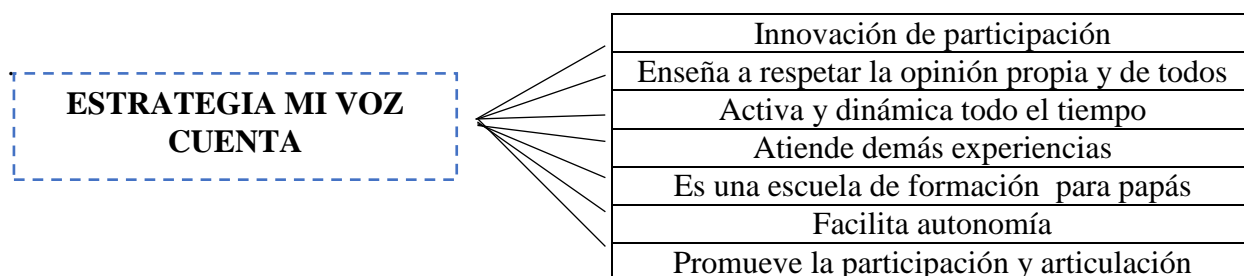 ESTRATEGIA MI VOZ
CUENTA
Innovación de participación
Enseña a respetar la opinión propia y de todos
Activa y dinámica todo el tiempo
Atiende demás experiencias
Es una escuela de formación para papás
Facilita autonomía
Promueve la participación y articulación